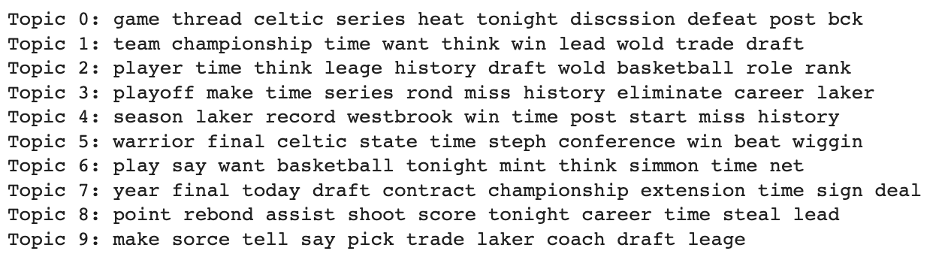 Topic 0: game thread celtic series heat tonight discssion defeat post bck
Topic 1: team championship time want think win lead wold trade draft
Topic 2: player time think leage history draft wold basketball role rank
Topic 3: playoff make time series rond miss history eliminate career laker
Topic 4: season laker record westbrook win time post start miss history
Topic 5: warrior final celtic state time steph conference win beat wiggin
Topic 6: play say want basketball tonight mint think simmon time net
Topic 7: year final today draft contract championship extension time sign deal
Topic 8: point rebond assist shoot score tonight career time steal lead
Topic 9: make sorce tell say pick trade laker coach draft leage